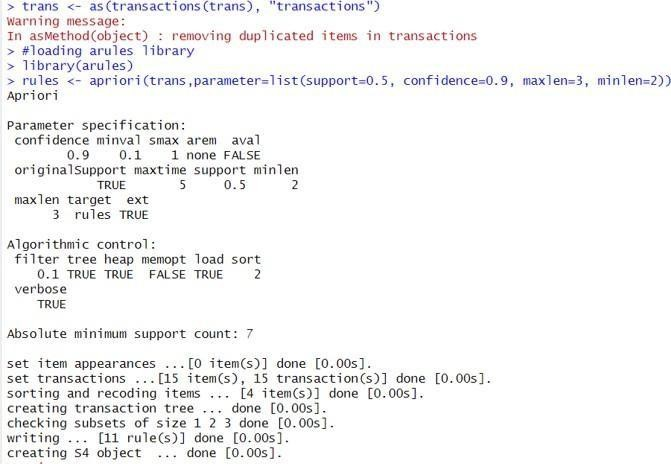 > trans <- as(transactions(trans), "transactions")
Warning message:
In asMethod(object) : removing duplicated items in transactions
> #loading arules library
> library(arules)
> rules <- apriori(trans,parameter=list(support=0.5, confidence=0.9, maxlen=3, minlen=2))
Apriori

Parameter specification:
 confidence minval smax arem  aval
        0.9    0.1    1 none FALSE
 originalSupport maxtime support minlen
            TRUE       5     0.5      2
 maxlen target  ext
      3  rules TRUE

Algorithmic control:
 filter tree heap memopt load sort
    0.1 TRUE TRUE  FALSE TRUE    2
 verbose
    TRUE

Absolute minimum support count: 7

set item appearances ...[0 item(s)] done [0.00s].
set transactions ...[15 item(s), 15 transaction(s)] done [0.00s].
sorting and recoding items ... [4 item(s)] done [0.00s].
creating transaction tree ... done [0.00s].
checking subsets of size 1 2 3 done [0.00s].
writing ... [11 rule(s)] done [0.00s].
creating S4 object  ... done [0.00s].